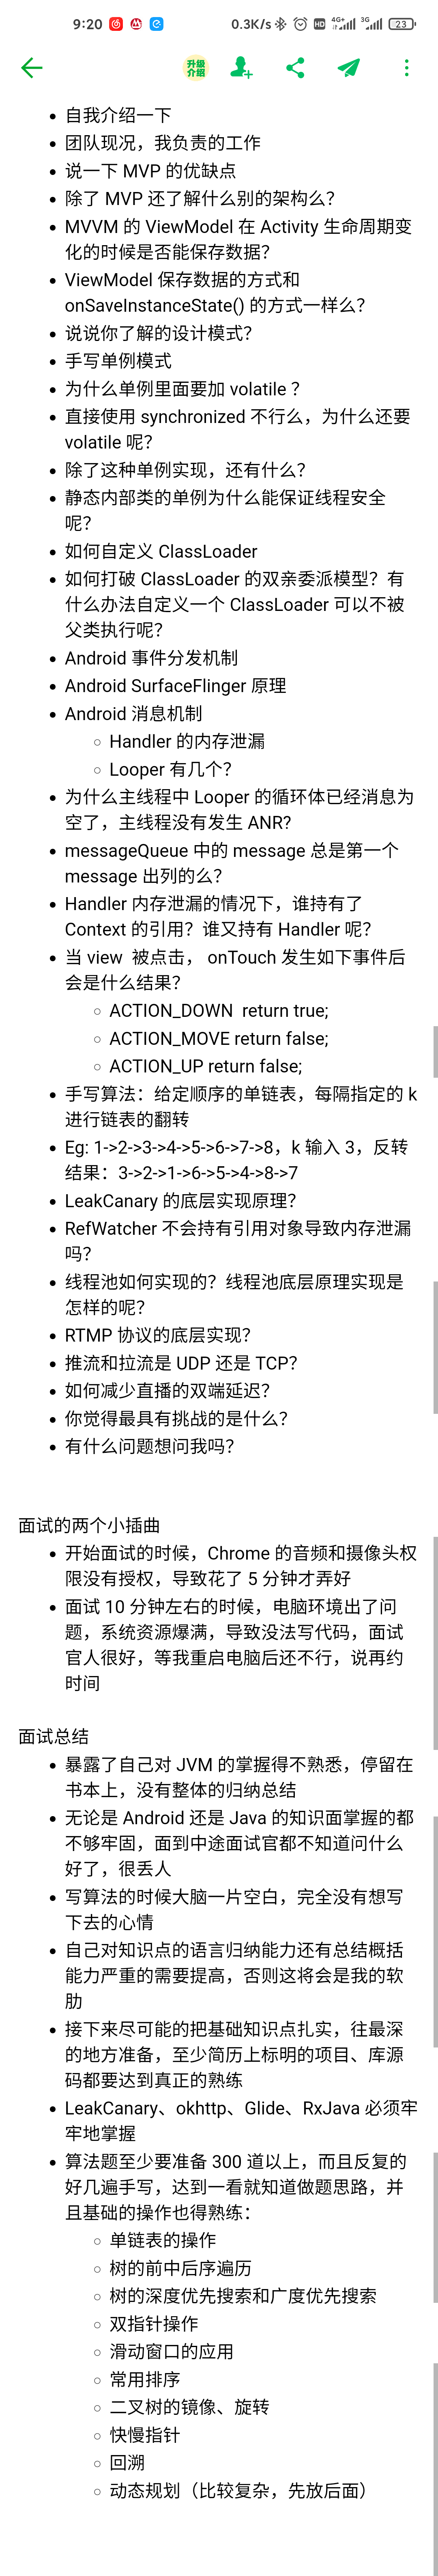 9:20 0.3K/s HD 4G+ 3G 23
升级
介绍
自我介绍一下
团队现况，我负责的工作
说一下 MVP 的优缺点
除了 MVP 还了解什么别的架构么？
MVVM 的 ViewModel 在 Activity 生命周期变
化的时候是否能保存数据？
ViewModel 保存数据的方式和
onSaveInstanceState() 的方式一样么？
说说你了解的设计模式？
手写单例模式
为什么单例里面要加 volatile ？
直接使用 synchronized 不行么，为什么还要
volatile 呢？
除了这种单例实现，还有什么？
静态内部类的单例为什么能保证线程安全
呢？
如何自定义 ClassLoader
如何打破 ClassLoader 的双亲委派模型？有
什么办法自定义一个 ClassLoader 可以不被
父类执行呢？
Android 事件分发机制
Android SurfaceFlinger 原理
Android 消息机制
Handler 的内存泄漏
Looper 有几个？
为什么主线程中 Looper 的循环体已经消息为
空了，主线程没有发生 ANR?
messageQueue 中的 message 总是第一个
message 出列的么？
Handler 内存泄漏的情况下，谁持有了
Context 的引用？谁又持有 Handler 呢？
当 view 被点击， onTouch 发生如下事件后
会是什么结果？
ACTION_DOWN return true;
ACTION_MOVE return false;
ACTION_UP return false;
手写算法：给定顺序的单链表，每隔指定的 k
进行链表的翻转
Eg: 1->2->3->4->5->6->7->8，k 输入 3，反转
结果：3->2->1->6->5->4->8->7
LeakCanary 的底层实现原理？
RefWatcher 不会持有引用对象导致内存泄漏
吗？
线程池如何实现的？线程池底层原理实现是
怎样的呢？
RTMP 协议的底层实现？
推流和拉流是 UDP 还是 TCP？
如何减少直播的双端延迟？
你觉得最具有挑战的是什么？
有什么问题想问我吗？
面试的两个小插曲
开始面试的时候，Chrome 的音频和摄像头权
限没有授权，导致花了 5 分钟才弄好
面试 10 分钟左右的时候，电脑环境出了问
题，系统资源爆满，导致没法写代码，面试
官人很好，等我重启电脑后还不行，说再约
时间
面试总结
暴露了自己对 JVM 的掌握得不熟悉，停留在
书本上，没有整体的归纳总结
无论是 Android 还是 Java 的知识面掌握的都
不够牢固，面到中途面试官都不知道问什么
好了，很丢人
写算法的时候大脑一片空白，完全没有想写
下去的心情
自己对知识点的语言归纳能力还有总结概括
能力严重的需要提高，否则这将会是我的软
肋
接下来尽可能的把基础知识点扎实，往最深
的地方准备，至少简历上标明的项目、库源
码都要达到真正的熟练
LeakCanary、okhttp、Glide、RxJava 必须牢
牢地掌握
算法题至少要准备 300 道以上，而且反复的
好几遍手写，达到一看就知道做题思路，并
且基础的操作也得熟练：
单链表的操作
树的前中后序遍历
树的深度优先搜索和广度优先搜索
双指针操作
滑动窗口的应用
常用排序
二叉树的镜像、旋转
快慢指针
回溯
动态规划（比较复杂，先放后面）